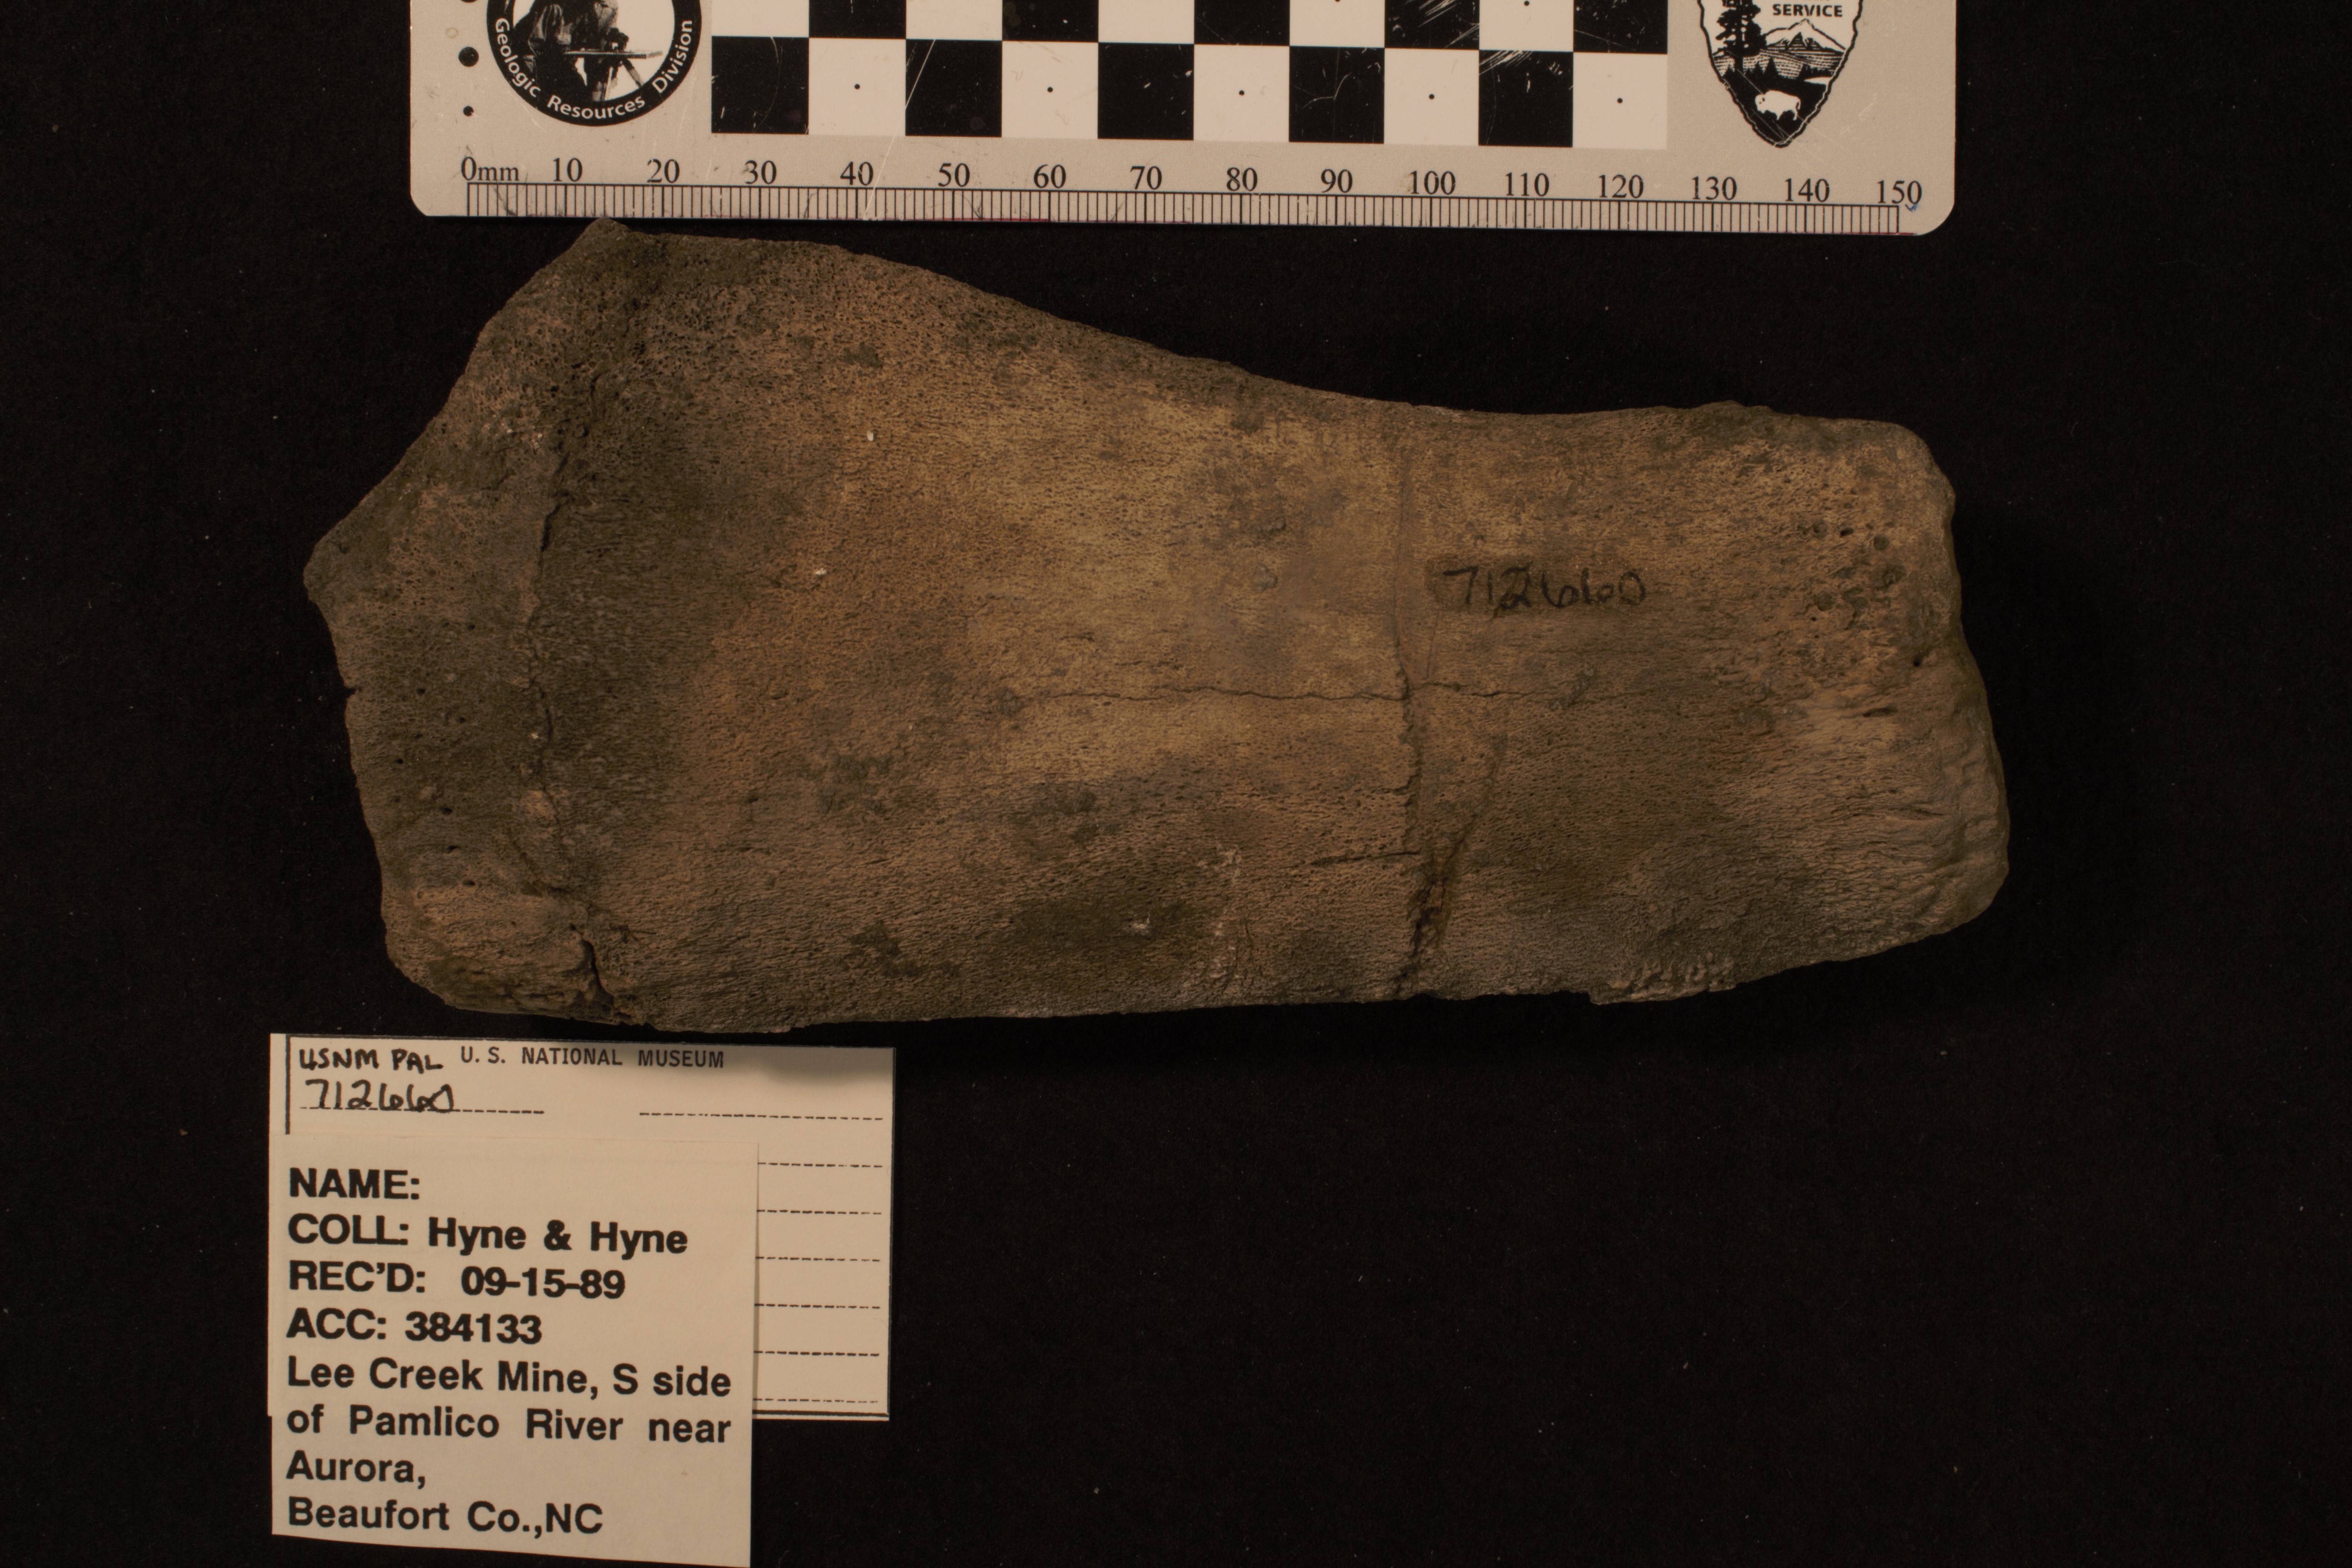 Geologic Resources Division
SERVICE
0mm 10 20 30 40 50 60 70 80 90 100 110 120 130 140 150
712660
USNM PAL U. S. NATIONAL MUSEUM
712660
NAME:
COLL: Hyne & Hyne
REC'D: 09-15-89
ACC: 384133
Lee Creek Mine, S side
of Pamlico River near
Aurora,
Beaufort Co.,NC